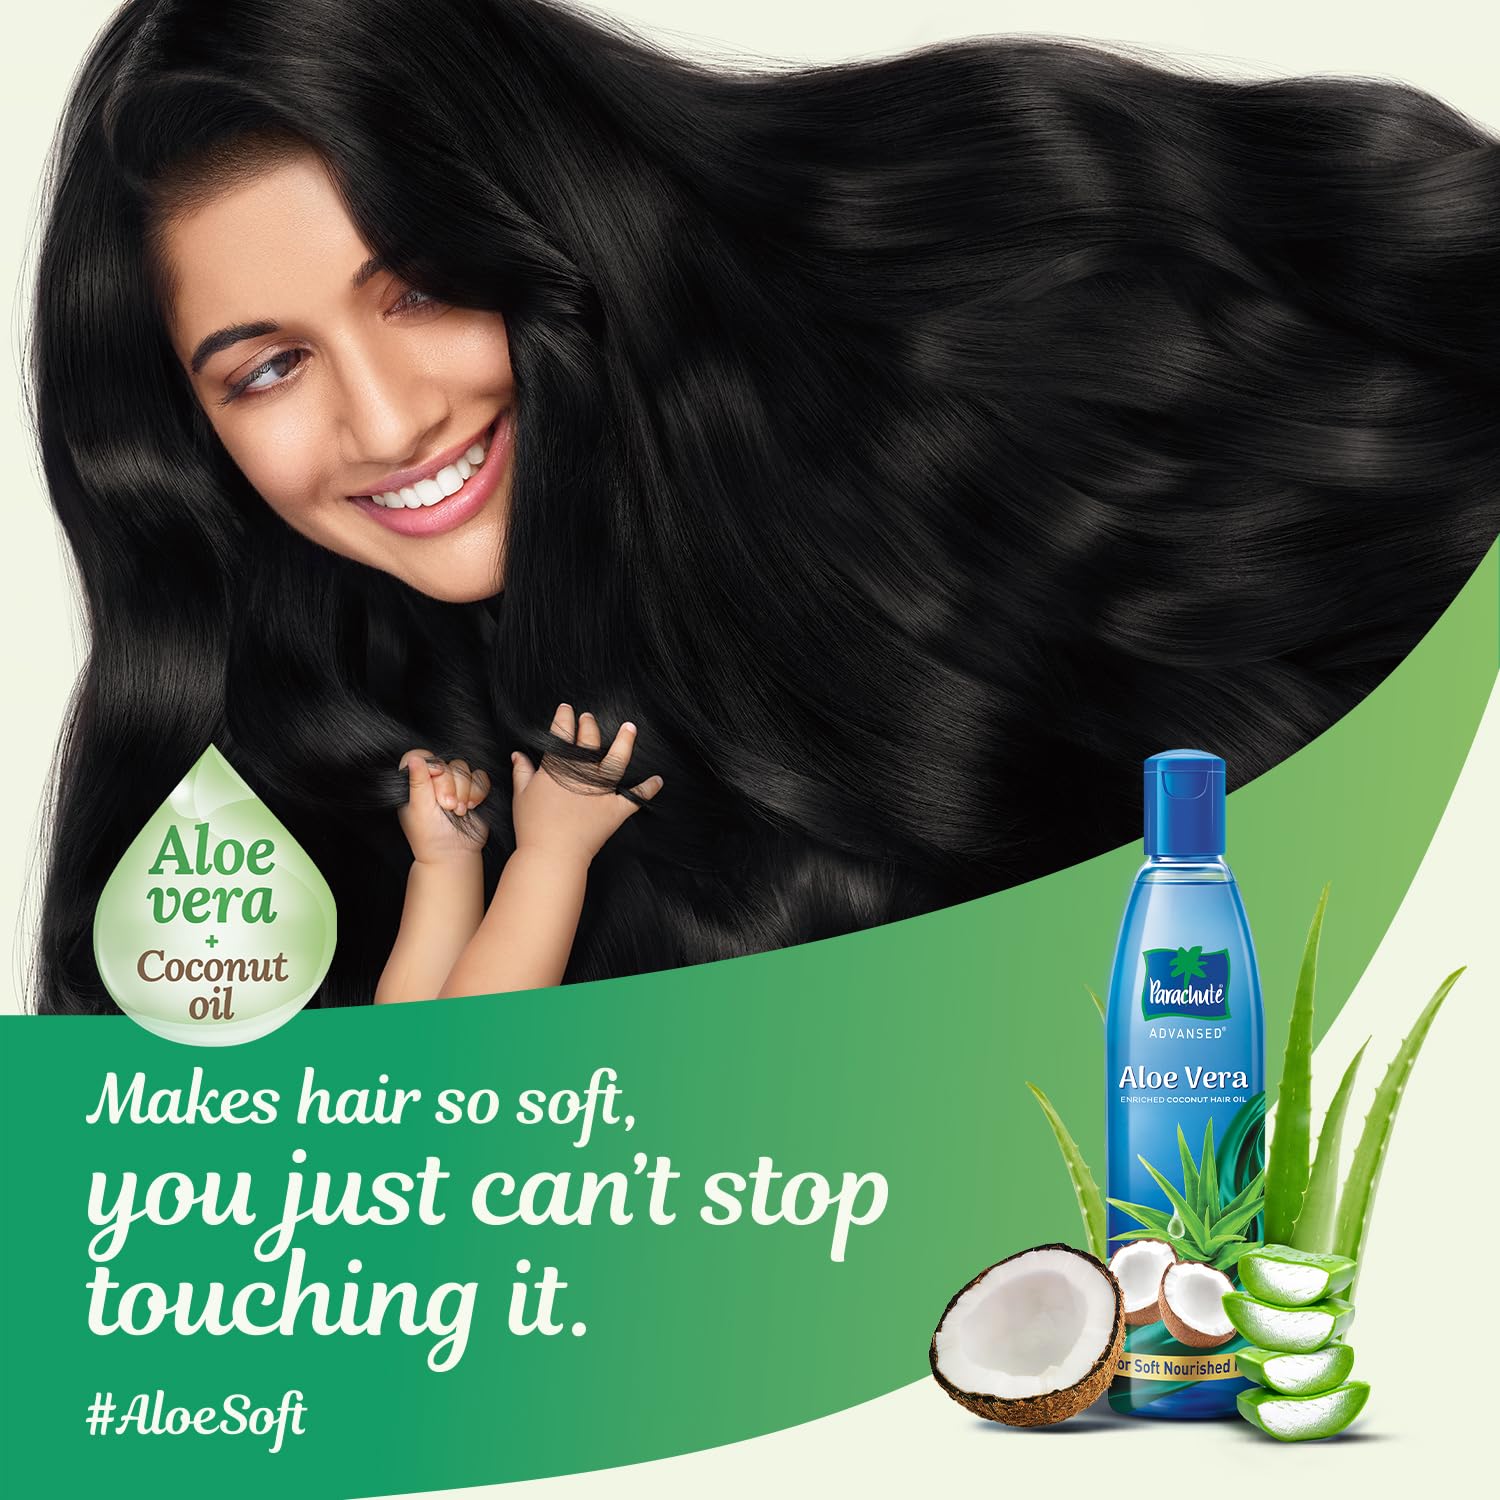 Aloe
vera
+
Coconut
oil
Makes hair so soft,
you just can't stop
touching it.
#AloeSoft
Parachute®
ADVANSED®
Aloe Vera
ENRICHED COCONUT HAIR OIL
Soft Nourished